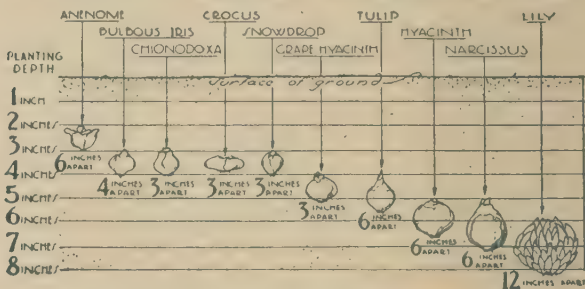 ANENOME
CROCUS
TULIP
LILY
BULBOUS IRIS
SNOWDROP
HYACINTH
CHIONODOXA
GRAPE HYACINTH
NARCISSUS
PLANTING
DEPTH
Surface of ground
1 INCH
2 INCHES
3 INCHES
6 INCHES APART
4 INCHES
4 INCHES APART
3 INCHES APART
3 INCHES APART
3 INCHES APART
5 INCHES
3 INCHES APART
6 INCHES
6 INCHES APART
7 INCHES
6 INCHES APART
6 INCHES APART
8 INCHES
12 INCHES APART